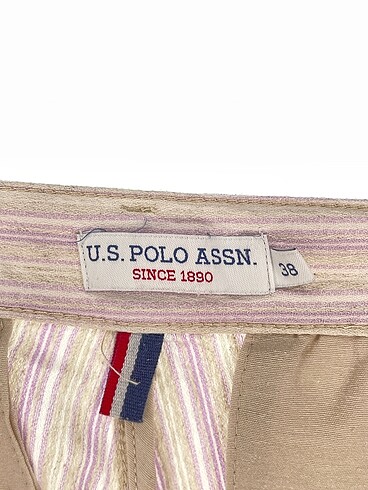 U.S. POLO ASSN.
SINCE 1890
38